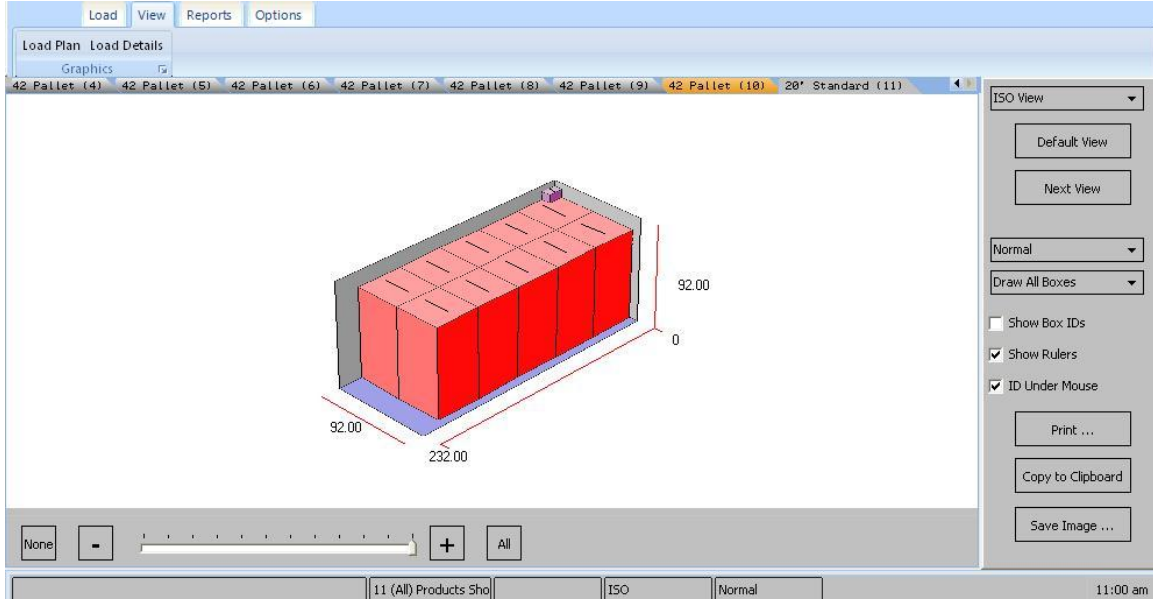 Load View Reports Options
Load Plan Load Details
Graphics
42 Pallet (4) 42 Pallet (5) 42 Pallet (6) 42 Pallet (7) 42 Pallet (8) 42 Pallet (9) 42 Pallet (10) 20' Standard (11)
ISO View
Default View
Next View
Normal
Draw All Boxes
Show Box IDs
Show Rulers
ID Under Mouse
Print ...
Copy to Clipboard
Save Image ...
92.00
0
92.00
232.00
None - + All
11 (All) Products Sho ISO Normal 11:00 am